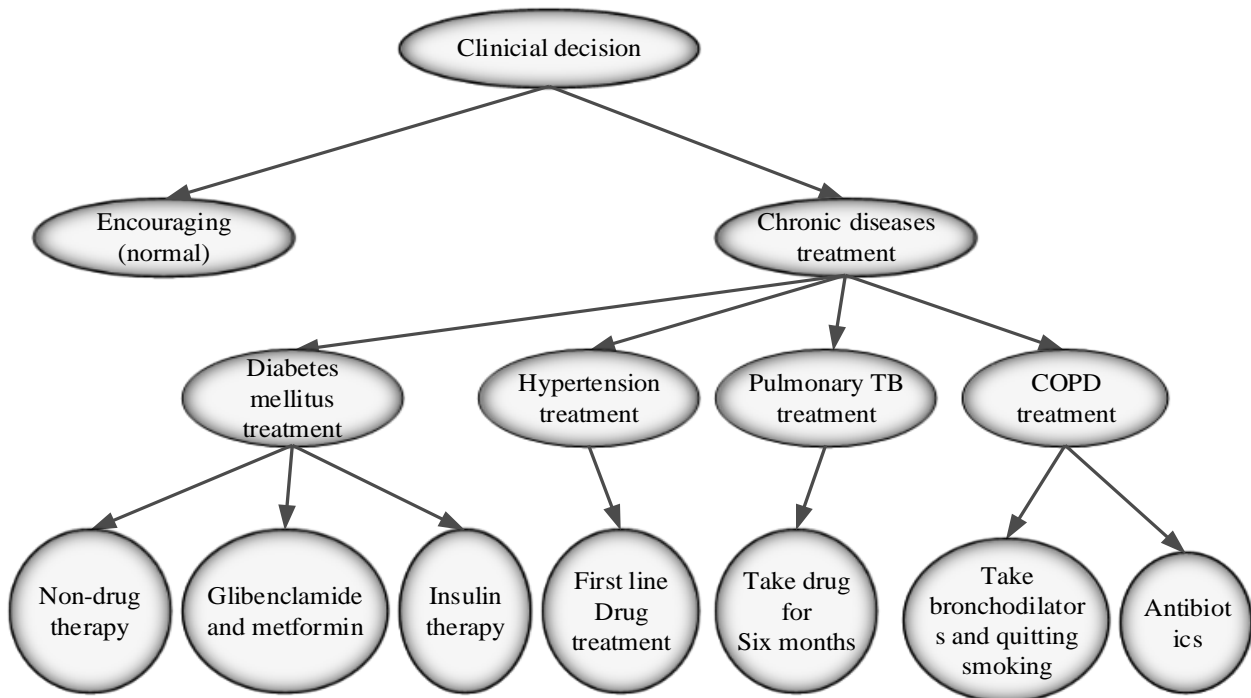 Clinicial decision
Encouraging
(normal)
Chronic diseases
treatment
Diabetes
mellitus
treatment
Hypertension
treatment
Pulmonary TB
treatment
COPD
treatment
Non-drug
therapy
Glibenclamide
and metformin
Insulin
therapy
First line
Drug
treatment
Take drug
for
Six months
Take
bronchodilator
s and quitting
smoking
Antibiot
ics